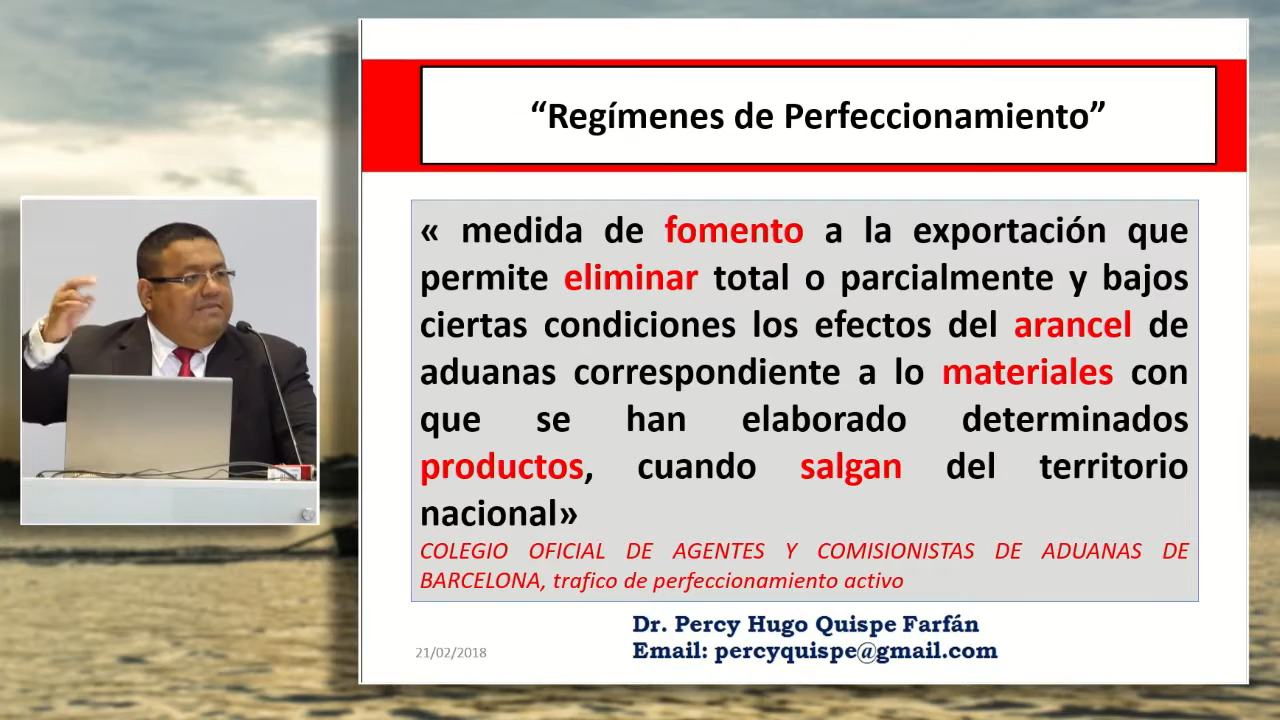 “Regímenes de Perfeccionamiento”
« medida de fomento a la exportación que
permite eliminar total o parcialmente y bajos
ciertas condiciones los efectos del arancel de
aduanas correspondiente a lo materiales con
que se han elaborado determinados
productos, cuando salgan del territorio
nacional»
COLEGIO OFICIAL DE AGENTES Y COMISIONISTAS DE ADUANAS DE
BARCELONA, trafico de perfeccionamiento activo
Dr. Percy Hugo Quispe Farfán
Email: percyquispe@gmail.com
21/02/2018